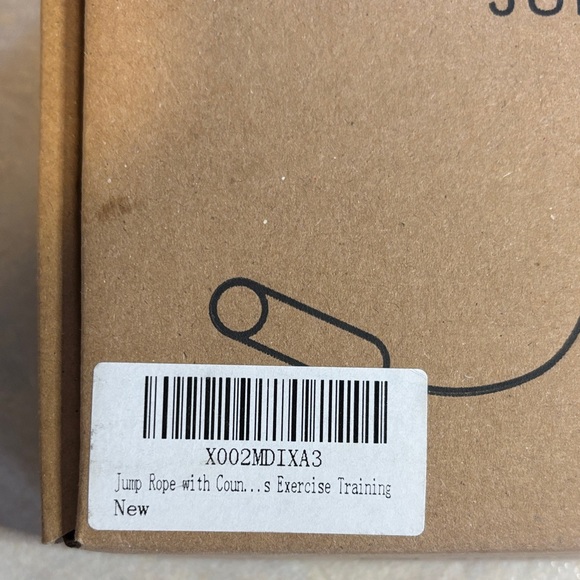 X002MDIXA3
Jump Rope with Coun...s Exercise Training
New